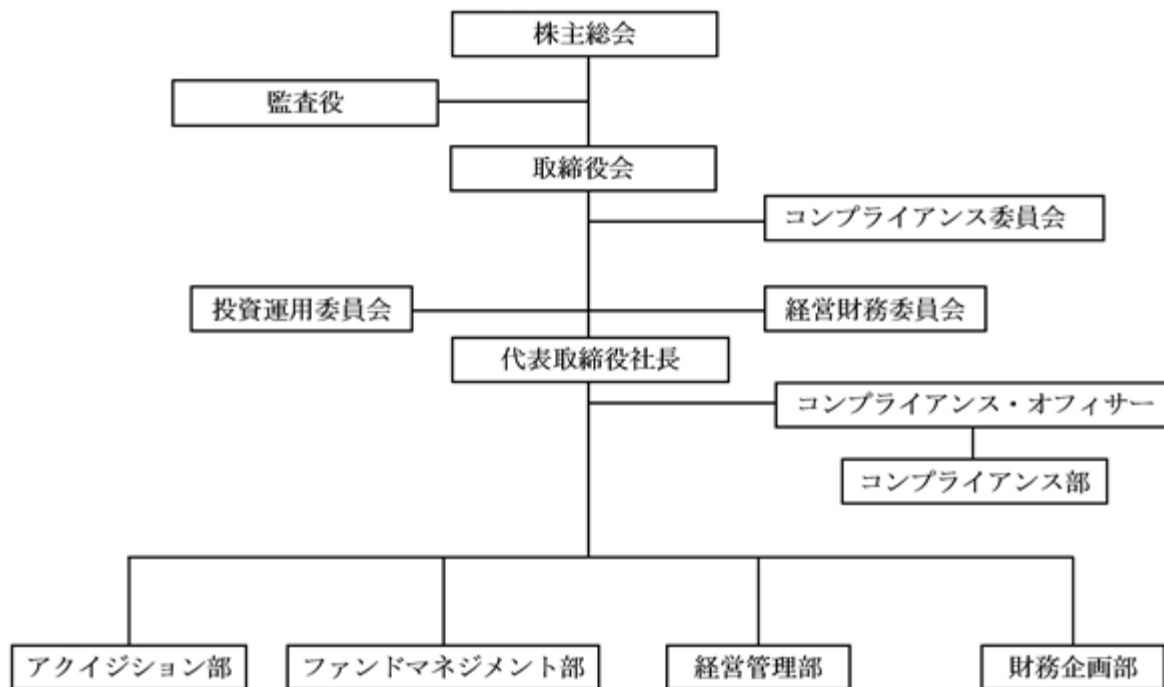 株主総会
監査役
取締役会
コンプライアンス委員会
投資運用委員会
経営財務委員会
代表取締役社長
コンプライアンス・オフィサー
コンプライアンス部
アクイジション部
ファンドマネジメント部
経営管理部
財務企画部